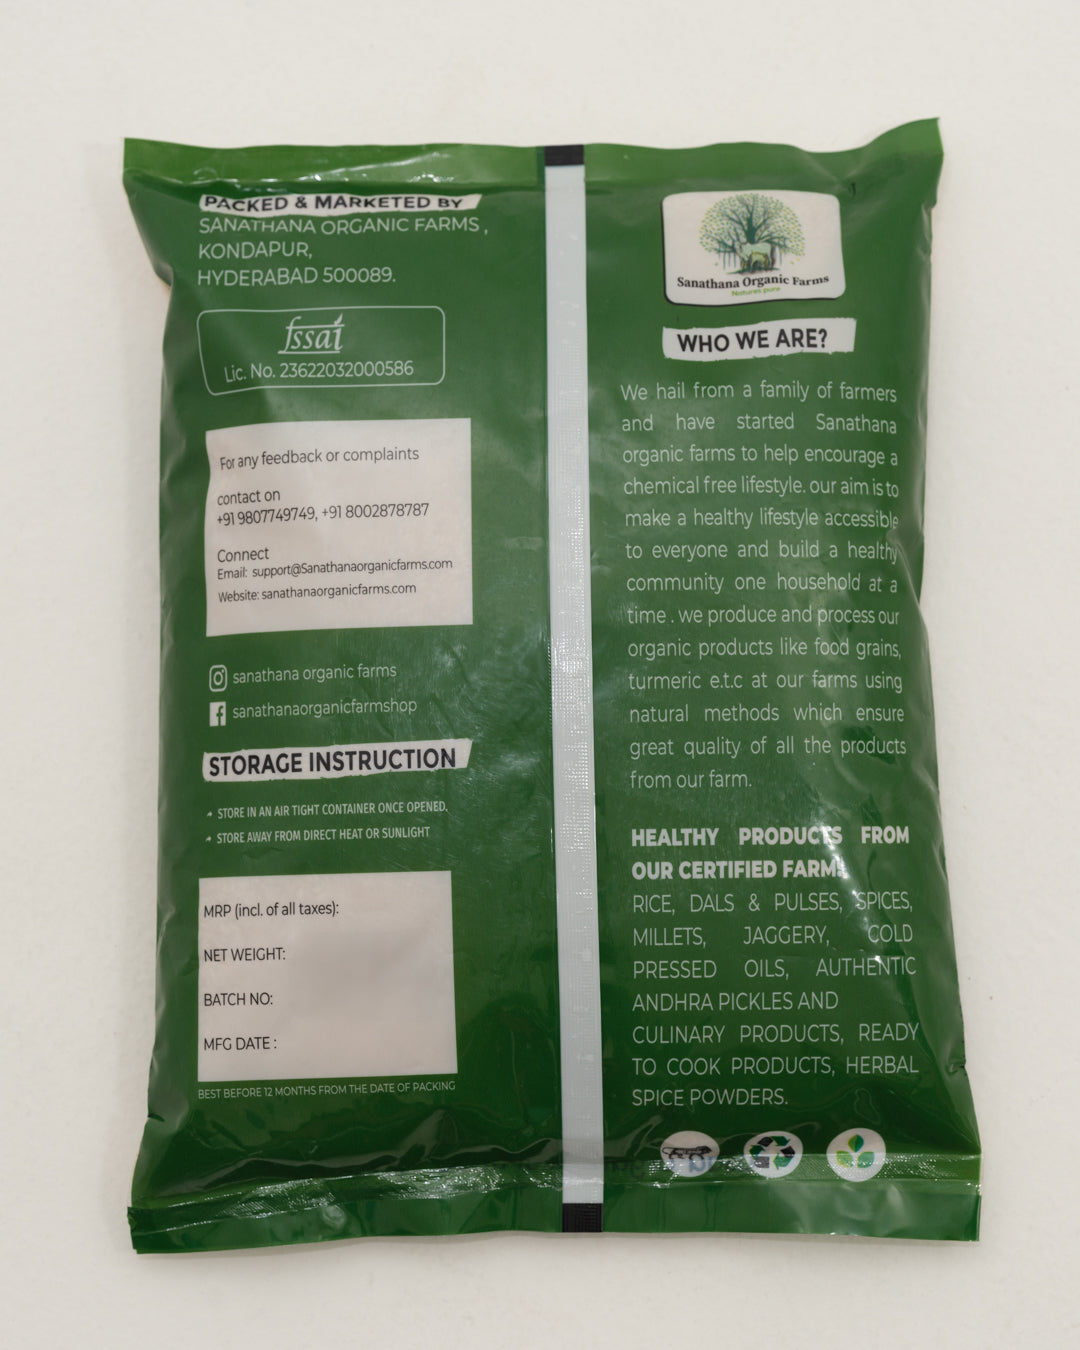 PACKED & MARKETED BY
SANATHANA ORGANIC FARMS ,
KONDAPUR,
HYDERABAD 500089.
fssai
Lic. No. 23622032000586
For any feedback or complaints
contact on
+91 9807749749, +91 8002878787
Connect
Email: support@Sanathanaorganicfarms.com
Website: sanathanaorganicfarms.com
sanathana organic farms
sanathanaorganicfarmshop
STORAGE INSTRUCTION
STORE IN AN AIR TIGHT CONTAINER ONCE OPENED.
STORE AWAY FROM DIRECT HEAT OR SUNLIGHT
MRP (incl. of all taxes):
NET WEIGHT:
BATCH NO:
MFG DATE :
BEST BEFORE 12 MONTHS FROM THE DATE OF PACKING
Sanathana Organic Farms
Natures pure
WHO WE ARE?
We hail from a family of farmers
and have started Sanathana
organic farms to help encourage a
chemical free lifestyle. our aim is to
make a healthy lifestyle accessible
to everyone and build a healthy
community one household at a
time . we produce and process our
organic products like food grains,
turmeric e.t.c at our farms using
natural methods which ensure
great quality of all the products
from our farm.
HEALTHY PRODUCTS FROM
OUR CERTIFIED FARMS
RICE, DALS & PULSES, SPICES,
MILLETS, JAGGERY, COLD
PRESSED OILS, AUTHENTIC
ANDHRA PICKLES AND
CULINARY PRODUCTS, READY
TO COOK PRODUCTS, HERBAL
SPICE POWDERS.